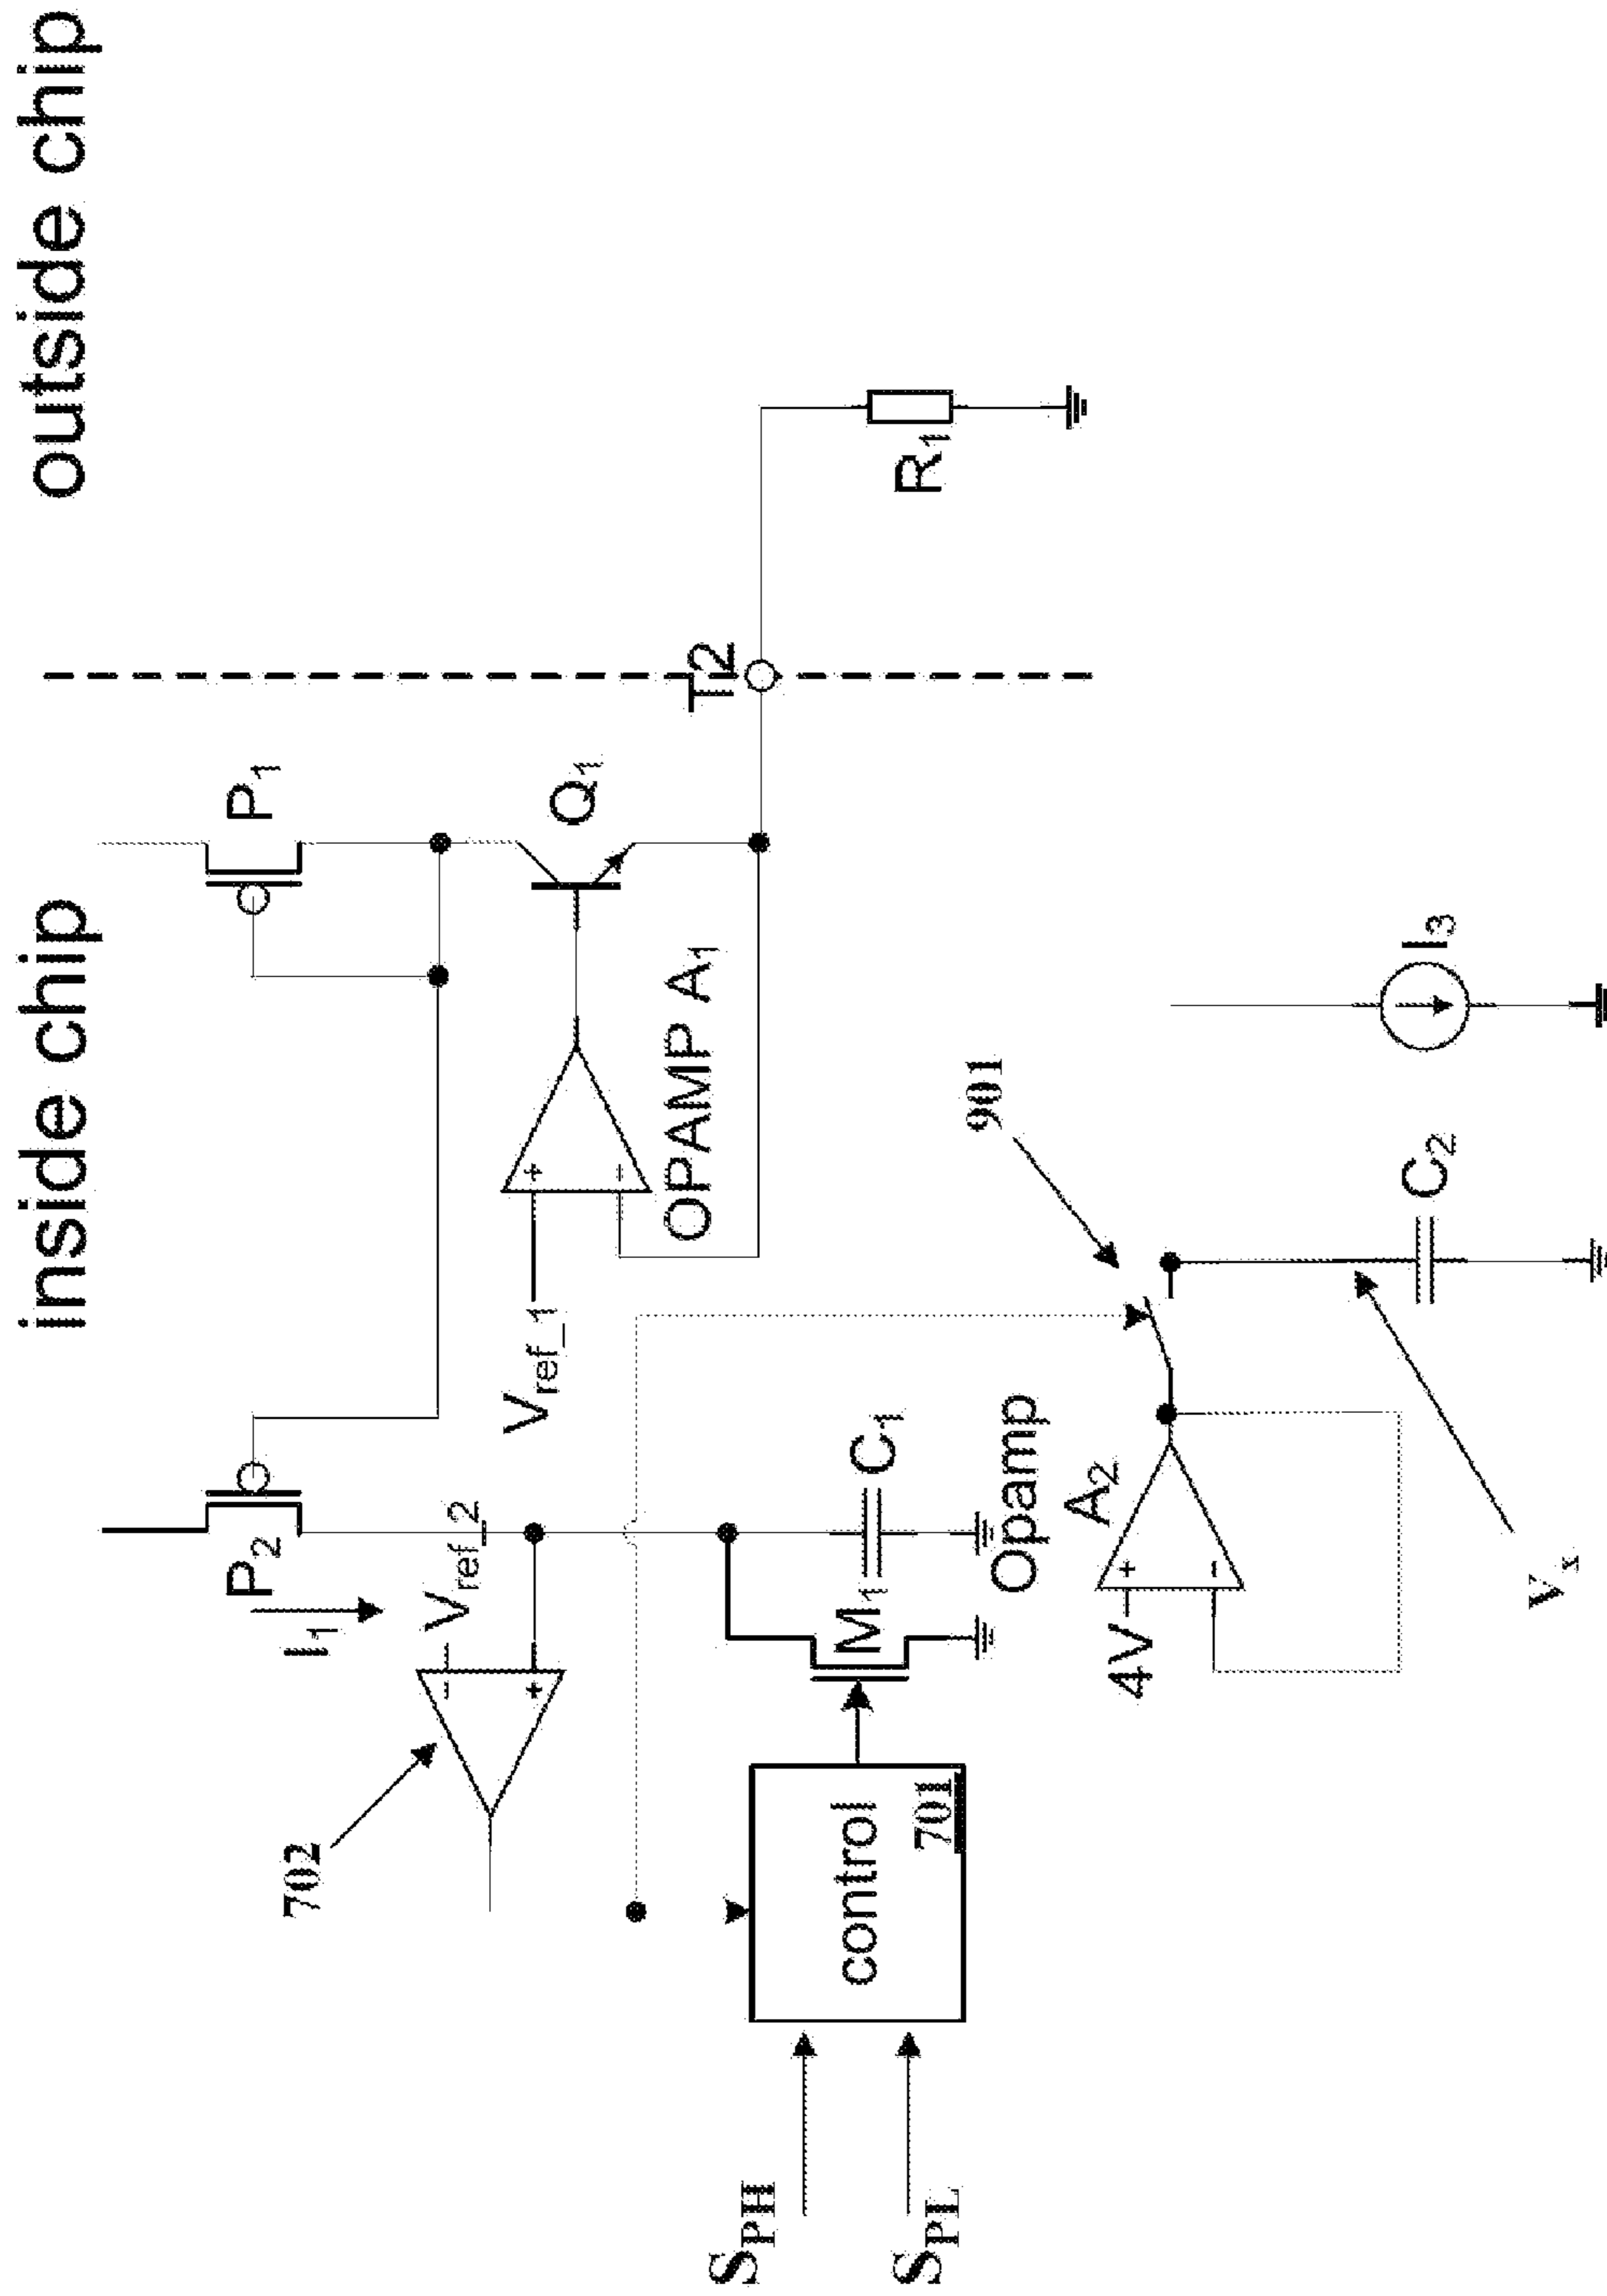 inside chip
outside chip
P2
I1
P1
702
Vref_2
Vref_1
OPAMP A1
Q1
T2
R1
SPH
SPL
control
701
M1
C1
Opamp
A2
4V
901
Vx
C2
I3
+
−
+
−
+
−